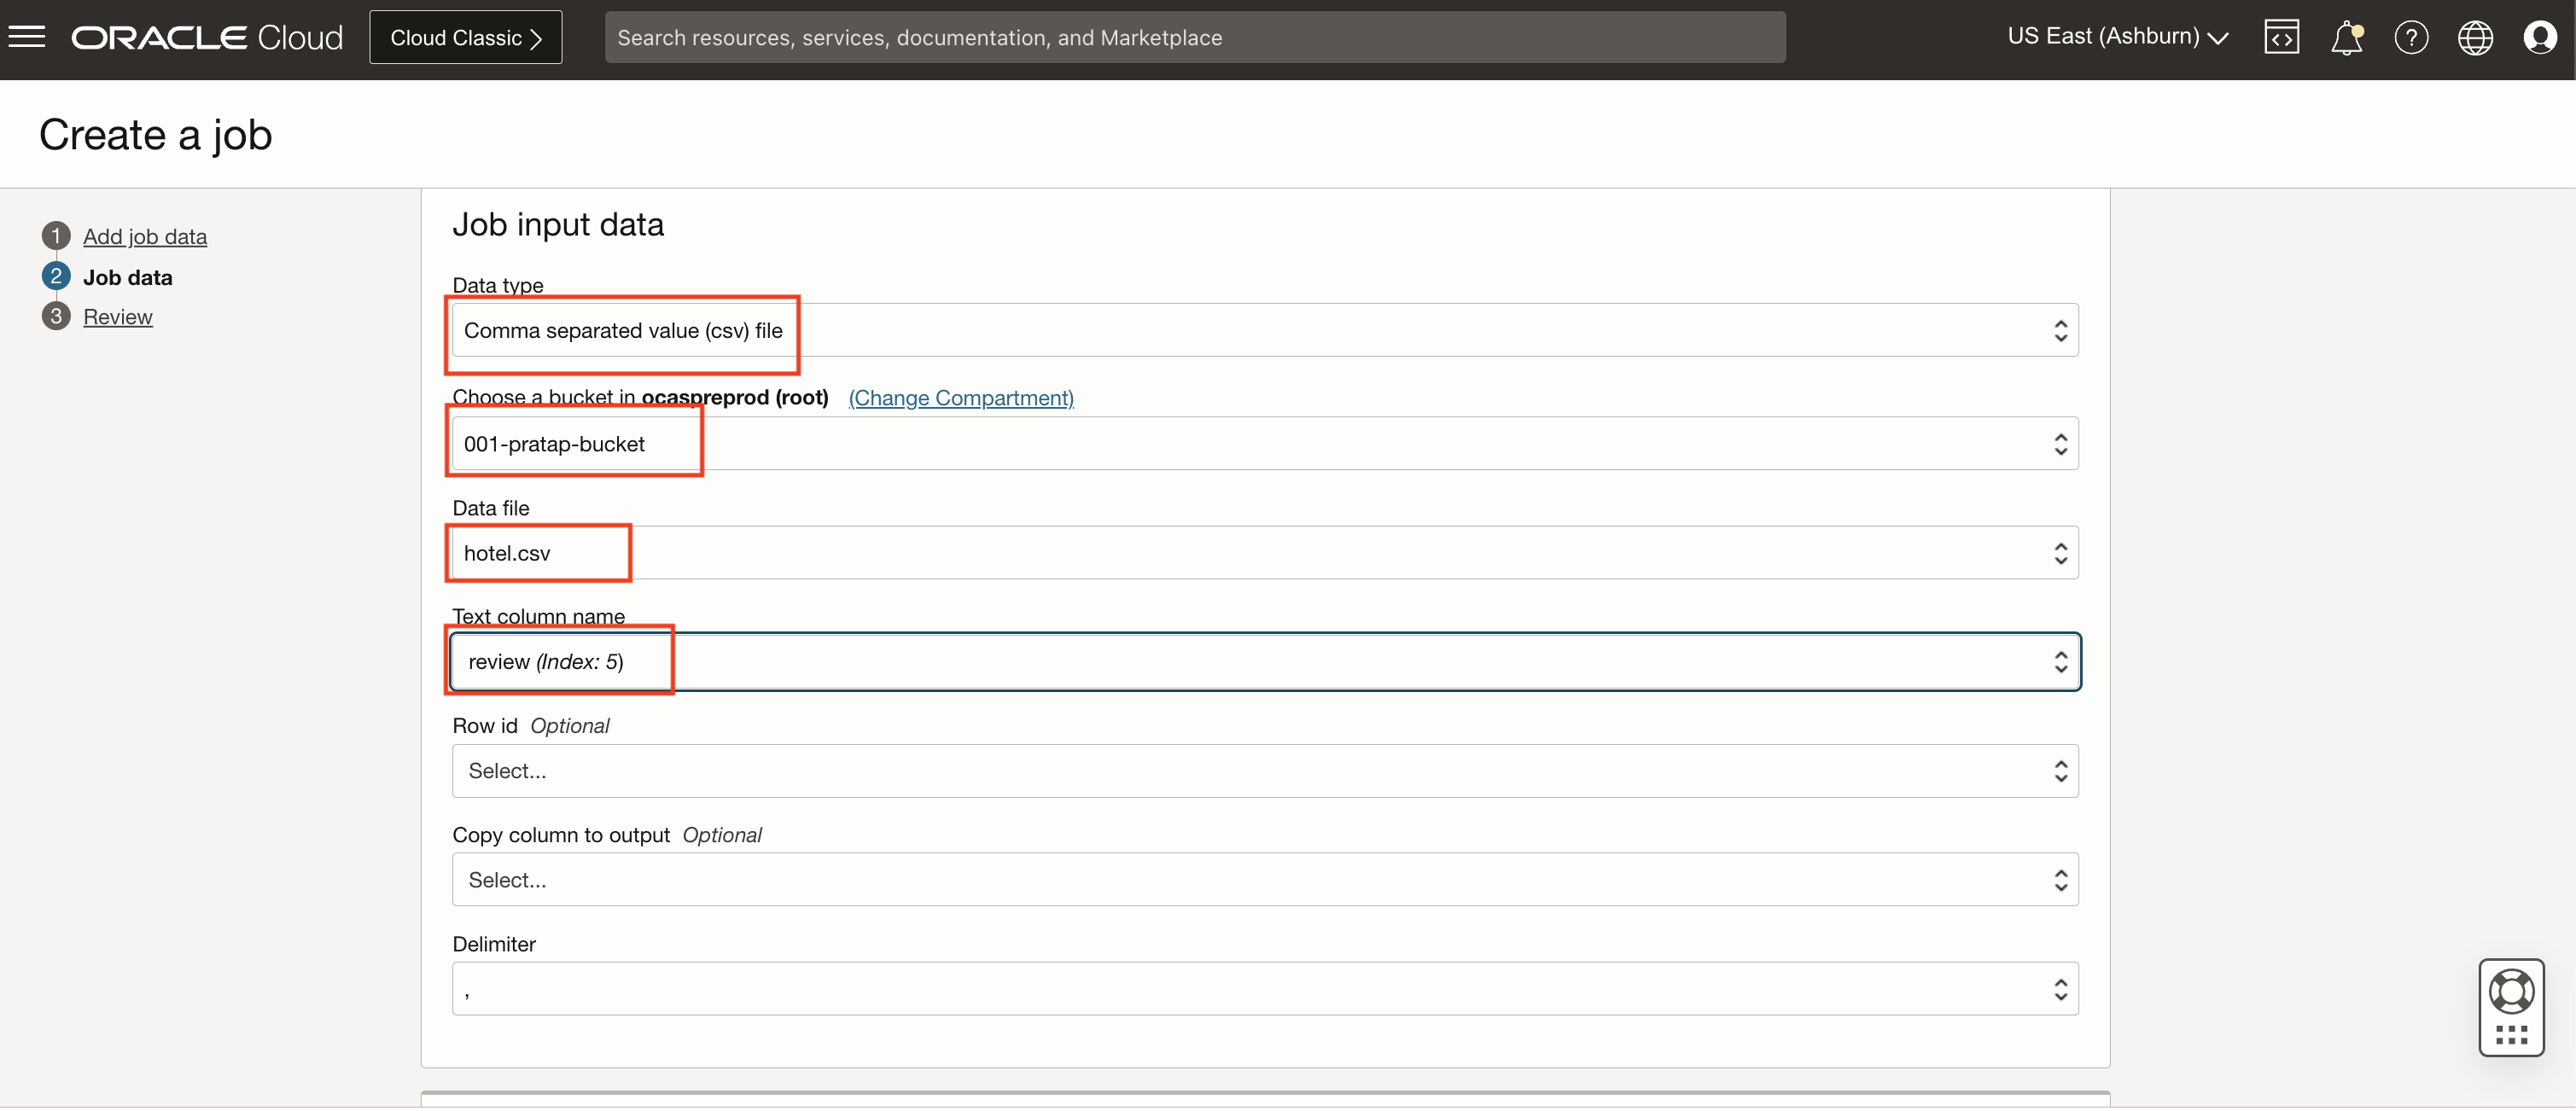 ORACLE Cloud
Cloud Classic
Search resources, services, documentation, and Marketplace
US East (Ashburn)
Create a job
1 Add job data
2 Job data
3 Review
Job input data
Data type
Comma separated value (csv) file
Choose a bucket in ocaspreprod (root) (Change Compartment)
001-pratap-bucket
Data file
hotel.csv
Text column name
review (Index: 5)
Row id Optional
Select...
Copy column to output Optional
Select...
Delimiter
,